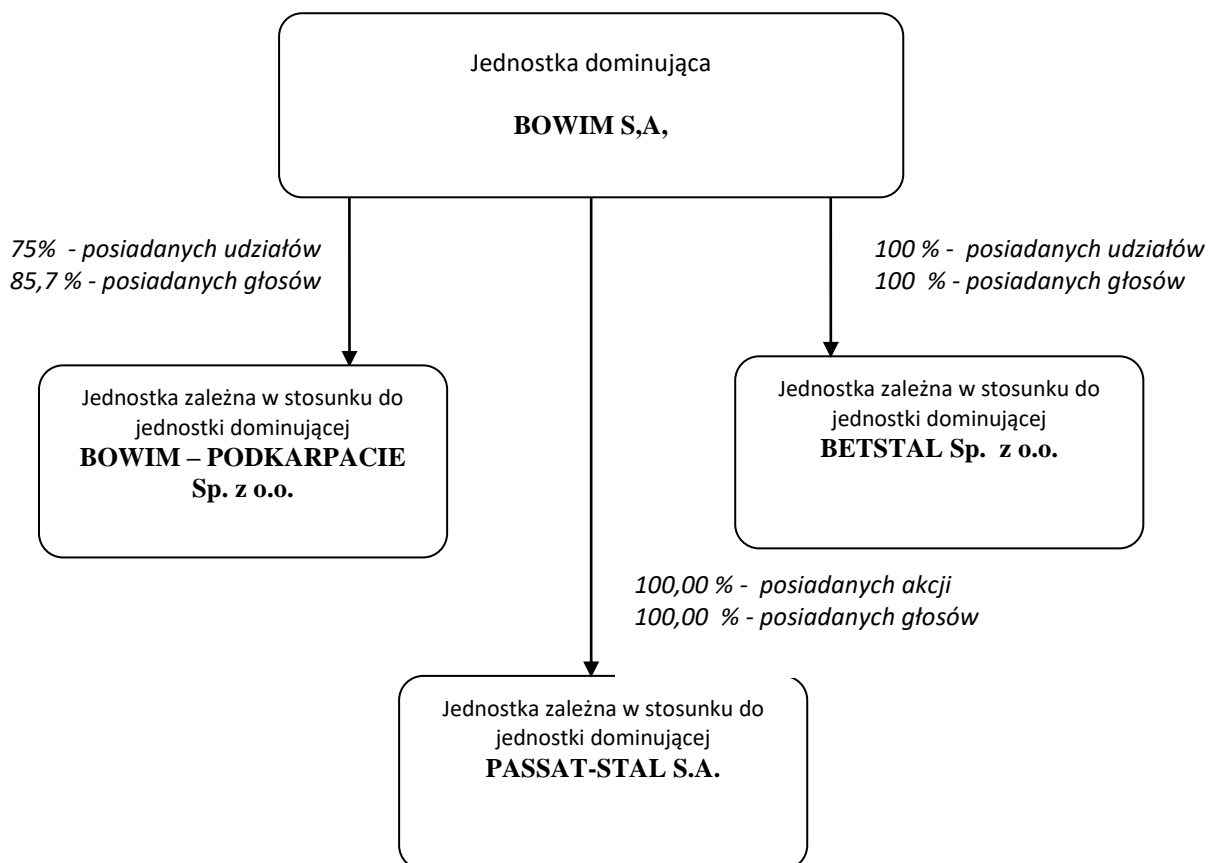 Jednostka dominująca
BOWIM S,A,
75% - posiadanych udziałów
85,7 % - posiadanych głosów
100 % - posiadanych udziałów
100 % - posiadanych głosów
Jednostka zależna w stosunku do
jednostki dominującej
BOWIM – PODKARPACIE
Sp. z o.o.
Jednostka zależna w stosunku do
jednostki dominującej
BETSTAL Sp. z o.o.
100,00 % - posiadanych akcji
100,00 % - posiadanych głosów
Jednostka zależna w stosunku do
jednostki dominującej
PASSAT-STAL S.A.